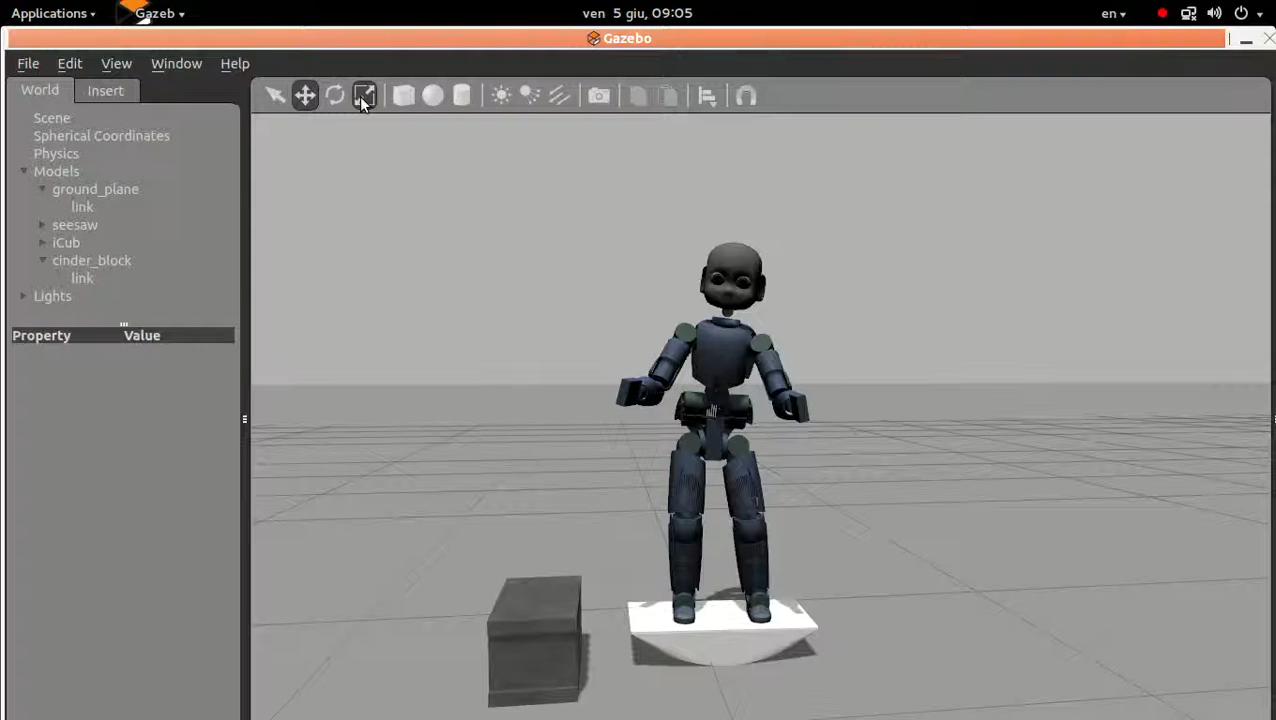 Applications Gazeb ven 5 giu, 09:05 en
Gazebo
File Edit View Window Help
World Insert
Scene
Spherical Coordinates
Physics
Models
ground_plane
link
seesaw
iCub
cinder_block
link
Lights
Property Value